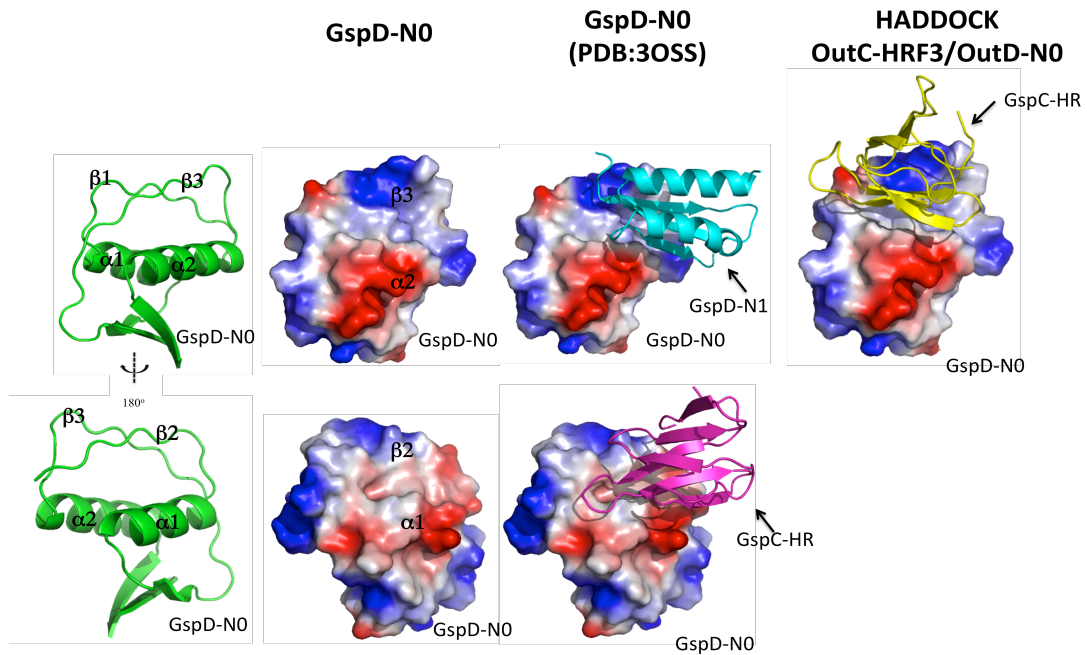 GspD-N0
GspD-N0
(PDB:3OSS)
HADDOCK
OutC-HRF3/OutD-N0
β1
β3
α1
α2
GspD-N0
β3
α2
GspD-N0
GspD-N1
GspD-N0
GspC-HR
GspD-N0
180°
β3
β2
α2
α1
GspD-N0
β2
α1
GspD-N0
GspC-HR
GspD-N0